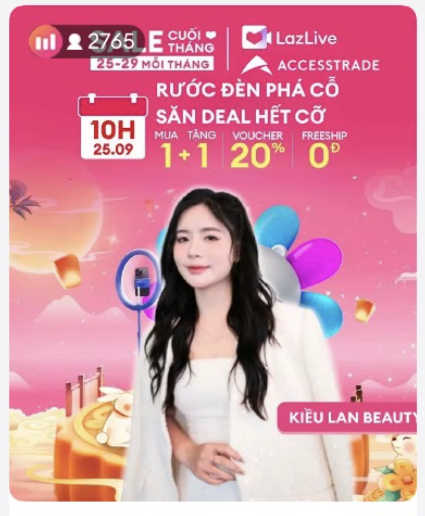 2765
SALE CUỐI THÁNG
25-29 MỖI THÁNG
LazLive
ACCESSTRADE
RƯỚC ĐÈN PHÁ CỖ
SĂN DEAL HẾT CỠ
10H
25.09
MUA TẶNG
1+1
VOUCHER
20%
FREESHIP
0Đ
KIỀU LAN BEAUTY